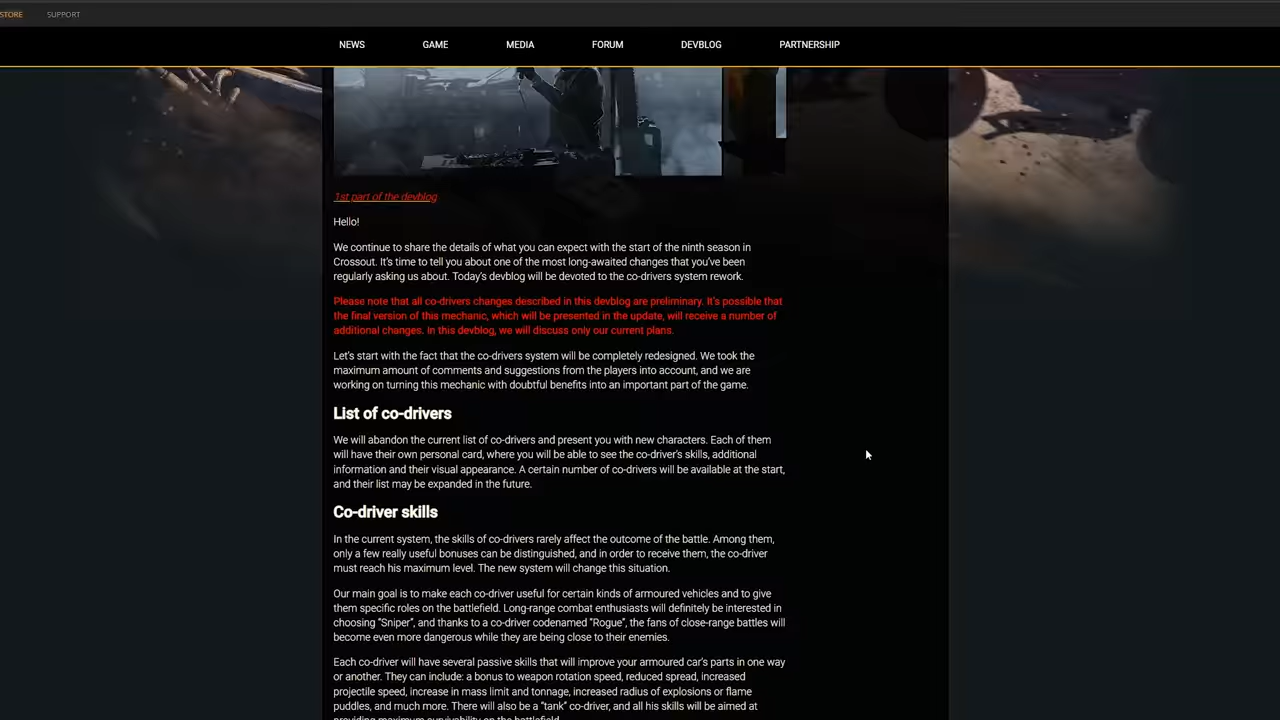 STORE SUPPORT
NEWS GAME MEDIA FORUM DEVBLOG PARTNERSHIP
1st part of the devblog
Hello!
We continue to share the details of what you can expect with the start of the ninth season in
Crossout. It's time to tell you about one of the most long-awaited changes that you've been
regularly asking us about. Today's devblog will be devoted to the co-drivers system rework.
Please note that all co-drivers changes described in this devblog are preliminary. It's possible that
the final version of this mechanic, which will be presented in the update, will receive a number of
additional changes. In this devblog, we will discuss only our current plans.
Let's start with the fact that the co-drivers system will be completely redesigned. We took the
maximum amount of comments and suggestions from the players into account, and we are
working on turning this mechanic with doubtful benefits into an important part of the game.
List of co-drivers
We will abandon the current list of co-drivers and present you with new characters. Each of them
will have their own personal card, where you will be able to see the co-driver's skills, additional
information and their visual appearance. A certain number of co-drivers will be available at the start,
and their list may be expanded in the future.
Co-driver skills
In the current system, the skills of co-drivers rarely affect the outcome of the battle. Among them,
only a few really useful bonuses can be distinguished, and in order to receive them, the co-driver
must reach his maximum level. The new system will change this situation.
Our main goal is to make each co-driver useful for certain kinds of armoured vehicles and to give
them specific roles on the battlefield. Long-range combat enthusiasts will definitely be interested in
choosing "Sniper", and thanks to a co-driver codenamed "Rogue", the fans of close-range battles will
become even more dangerous while they are being close to their enemies.
Each co-driver will have several passive skills that will improve your armoured car's parts in one way
or another. They can include: a bonus to weapon rotation speed, reduced spread, increased
projectile speed, increase in mass limit and tonnage, increased radius of explosions or flame
puddles, and much more. There will also be a "tank" co-driver, and all his skills will be aimed at
providing maximum survivability on the battlefield.